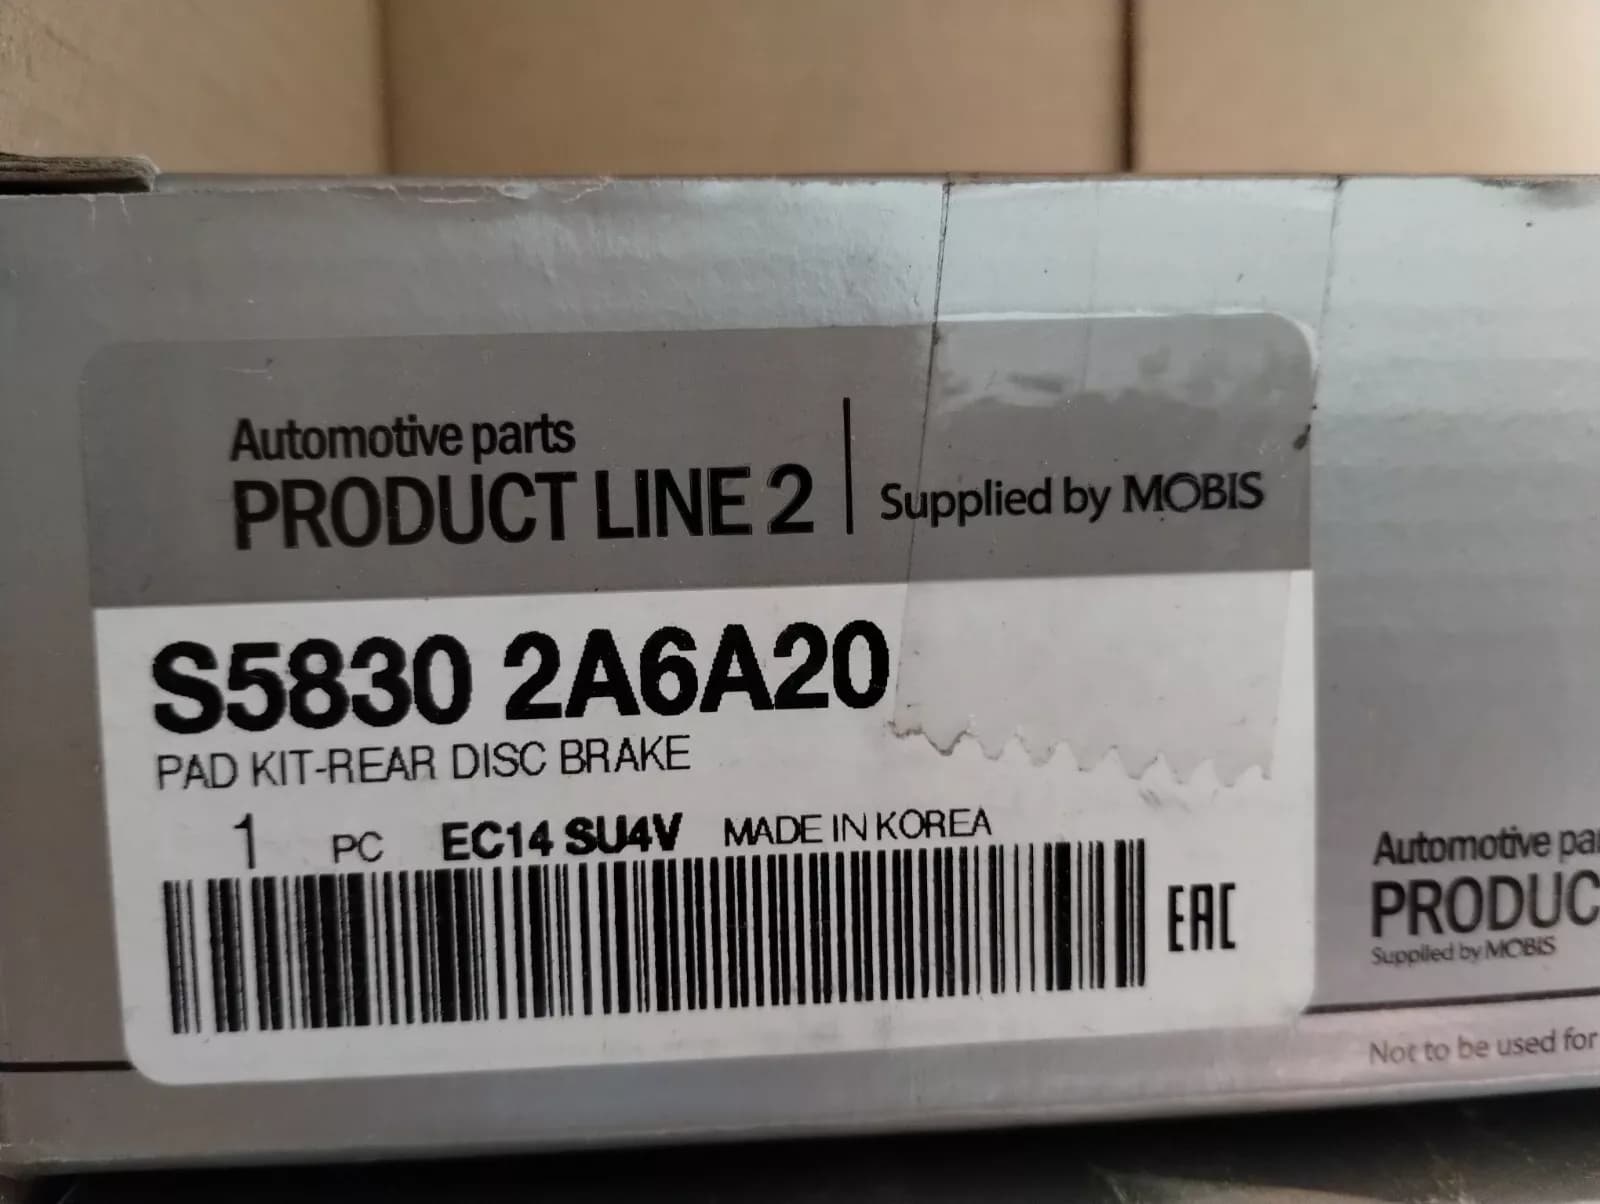 Automotive parts
PRODUCT LINE 2
Supplied by MOBIS
S5830 2A6A20
PAD KIT-REAR DISC BRAKE
1 PC EC14 SU4V MADE IN KOREA
EAC
Automotive pa
PRODUC
Supplied by MOBIS
Not to be used for